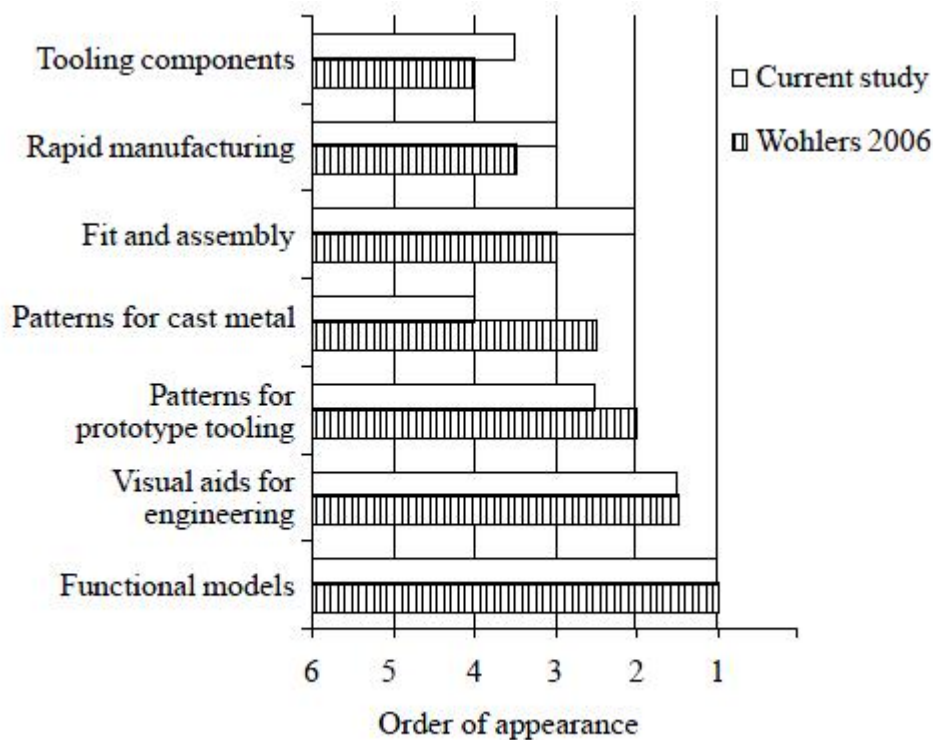 Tooling components
Rapid manufacturing
Fit and assembly
Patterns for cast metal
Patterns for
prototype tooling
Visual aids for
engineering
Functional models
Current study
Wohlers 2006
6 5 4 3 2 1
Order of appearance